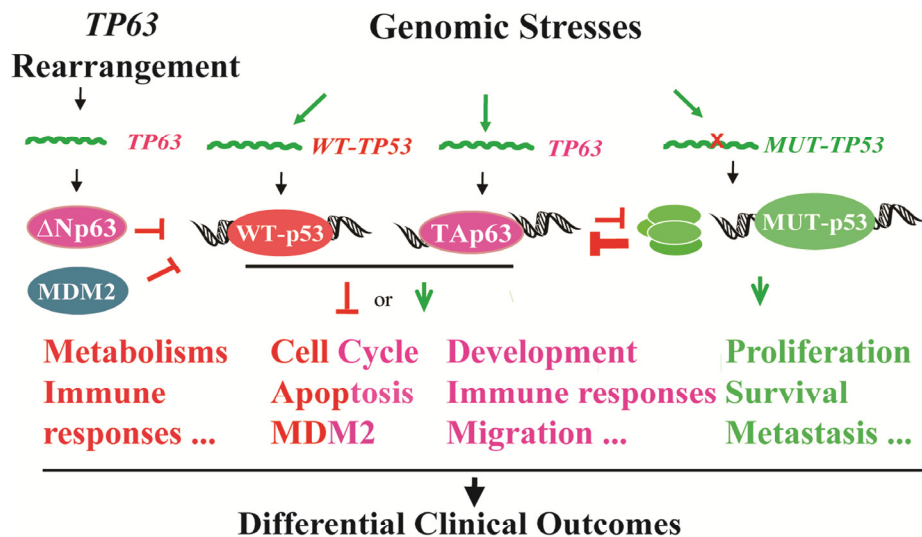 TP63
Rearrangement
Genomic Stresses
TP63
WT-TP53
TP63
x
MUT-TP53
ΔNp63
WT-p53
TAp63
MUT-p53
MDM2
or
Metabolisms
Immune
responses ...
Cell Cycle
Apoptosis
MDM2
Development
Immune responses
Migration ...
Proliferation
Survival
Metastasis ...
Differential Clinical Outcomes